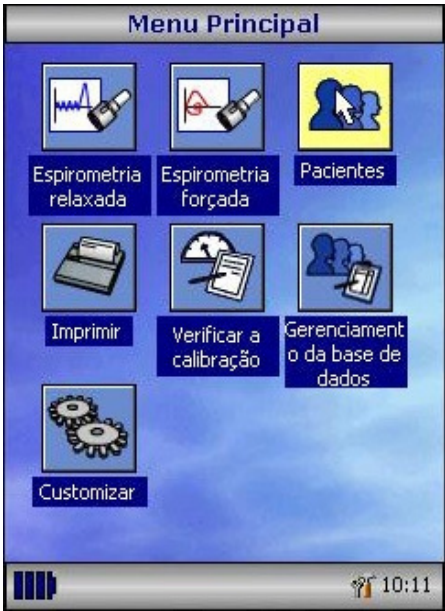 Menu Principal
Espirometria
relaxada
Espirometria
forçada
Pacientes
Imprimir
Verificar a
calibração
Gerenciament
o da base de
dados
Customizar
10:11